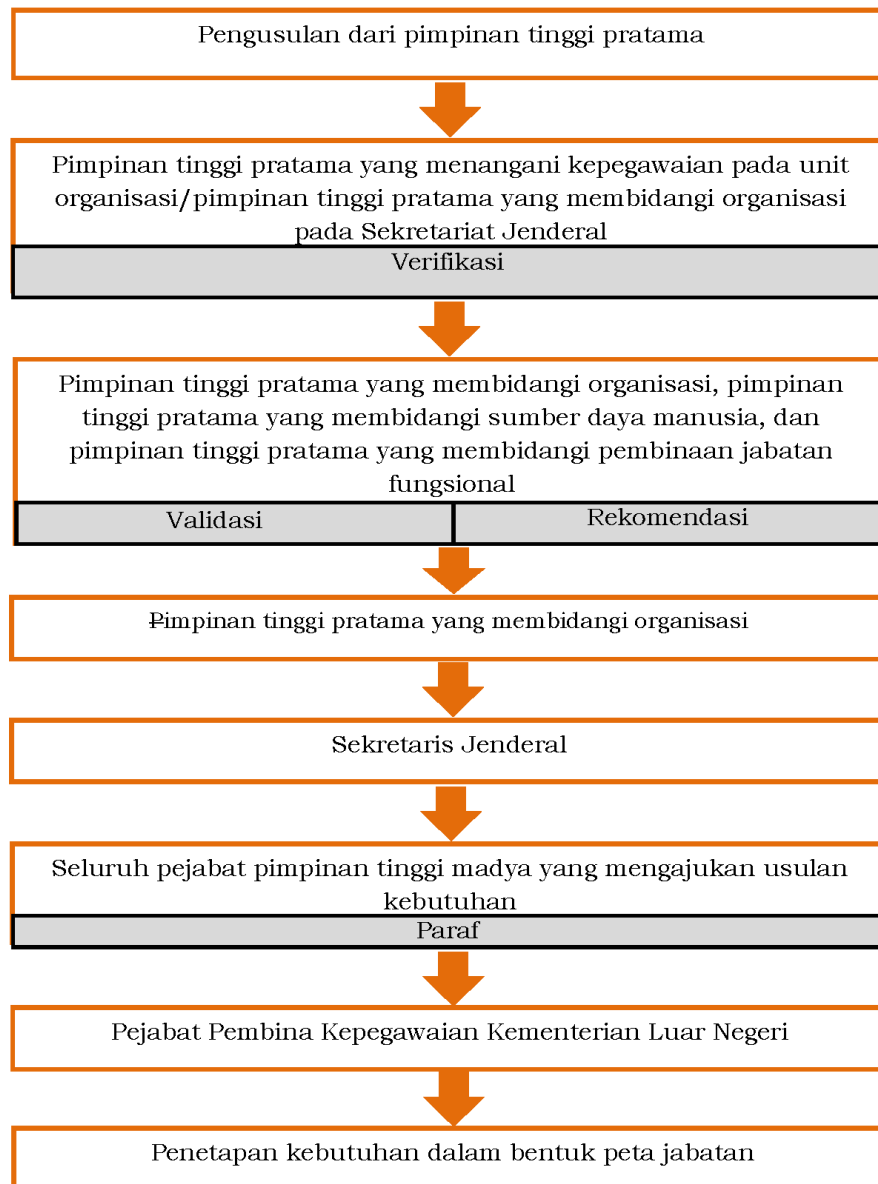 Pengusulan dari pimpinan tinggi pratama
Pimpinan tinggi pratama yang menangani kepegawaian pada unit
organisasi/pimpinan tinggi pratama yang membidangi organisasi
pada Sekretariat Jenderal
Verifikasi
Pimpinan tinggi pratama yang membidangi organisasi, pimpinan
tinggi pratama yang membidangi sumber daya manusia, dan
pimpinan tinggi pratama yang membidangi pembinaan jabatan
fungsional
Validasi
Rekomendasi
Pimpinan tinggi pratama yang membidangi organisasi
Sekretaris Jenderal
Seluruh pejabat pimpinan tinggi madya yang mengajukan usulan
kebutuhan
Paraf
Pejabat Pembina Kepegawaian Kementerian Luar Negeri
Penetapan kebutuhan dalam bentuk peta jabatan